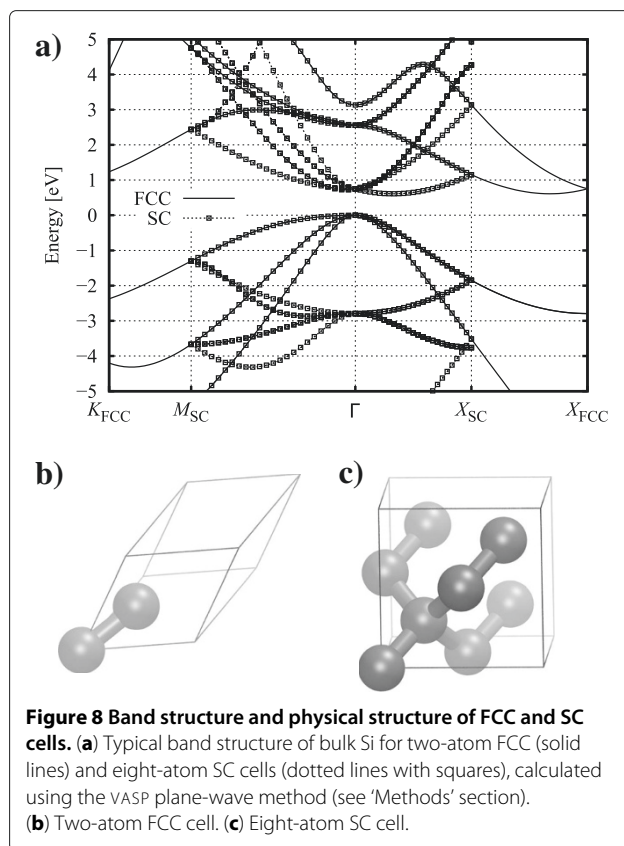 a)
5
4
3
2
1
0
−1
−2
−3
−4
−5
Energy [eV]
FCC
SC
K_FCC M_SC Γ X_SC X_FCC
b) c)
Figure 8 Band structure and physical structure of FCC and SC
cells. (a) Typical band structure of bulk Si for two-atom FCC (solid
lines) and eight-atom SC cells (dotted lines with squares), calculated
using the VASP plane-wave method (see ‘Methods’ section).
(b) Two-atom FCC cell. (c) Eight-atom SC cell.